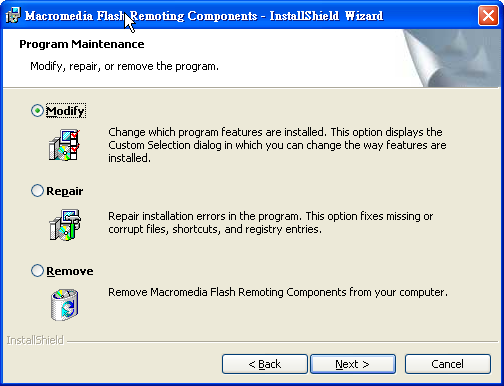 Macromedia Flash Remoting Components - InstallShield Wizard
Program Maintenance
Modify, repair, or remove the program.
Modify
Change which program features are installed. This option displays the
Custom Selection dialog in which you can change the way features are
installed.
Repair
Repair installation errors in the program. This option fixes missing or
corrupt files, shortcuts, and registry entries.
Remove
Remove Macromedia Flash Remoting Components from your computer.
InstallShield
< Back Next > Cancel